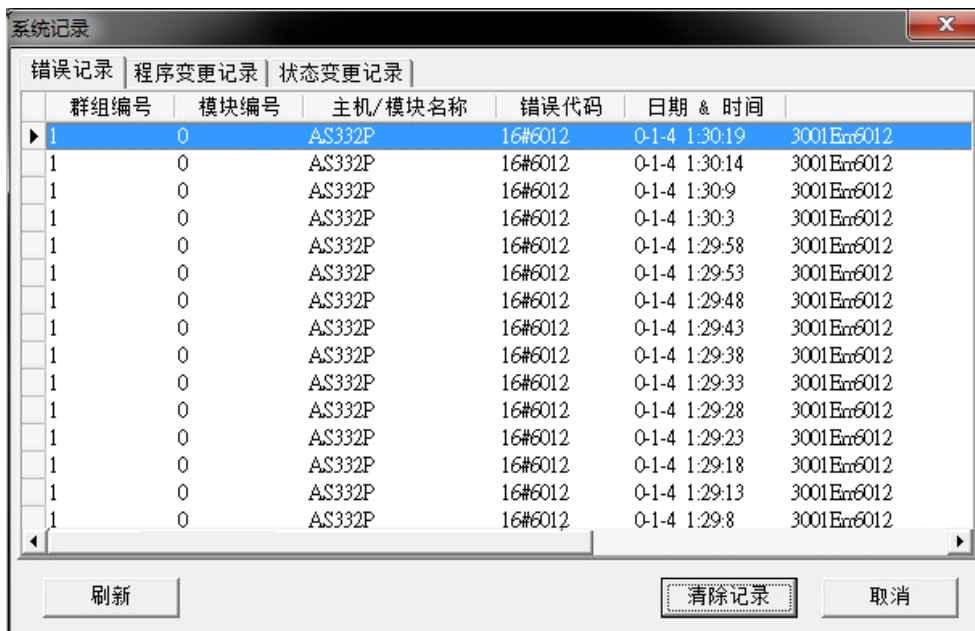 系统记录
错误记录 程序变更记录 状态变更记录
群组编号 模块编号 主机/模块名称 错误代码 日期 & 时间
1 0 AS332P 16#6012 0-1-4 1:30:19 3001Err6012
1 0 AS332P 16#6012 0-1-4 1:30:14 3001Err6012
1 0 AS332P 16#6012 0-1-4 1:30:9 3001Err6012
1 0 AS332P 16#6012 0-1-4 1:30:3 3001Err6012
1 0 AS332P 16#6012 0-1-4 1:29:58 3001Err6012
1 0 AS332P 16#6012 0-1-4 1:29:53 3001Err6012
1 0 AS332P 16#6012 0-1-4 1:29:48 3001Err6012
1 0 AS332P 16#6012 0-1-4 1:29:43 3001Err6012
1 0 AS332P 16#6012 0-1-4 1:29:38 3001Err6012
1 0 AS332P 16#6012 0-1-4 1:29:33 3001Err6012
1 0 AS332P 16#6012 0-1-4 1:29:28 3001Err6012
1 0 AS332P 16#6012 0-1-4 1:29:23 3001Err6012
1 0 AS332P 16#6012 0-1-4 1:29:18 3001Err6012
1 0 AS332P 16#6012 0-1-4 1:29:13 3001Err6012
1 0 AS332P 16#6012 0-1-4 1:29:8 3001Err6012
刷新 清除记录 取消